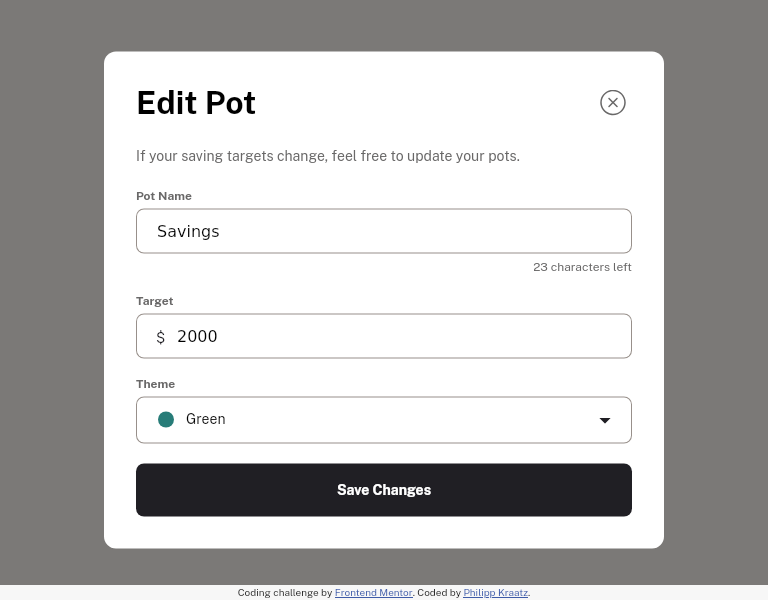 Edit Pot
If your saving targets change, feel free to update your pots.
Pot Name
Savings
23 characters left
Target
$ 2000
Theme
Green
Save Changes
Coding challenge by Frontend Mentor. Coded by Philipp Kraatz.